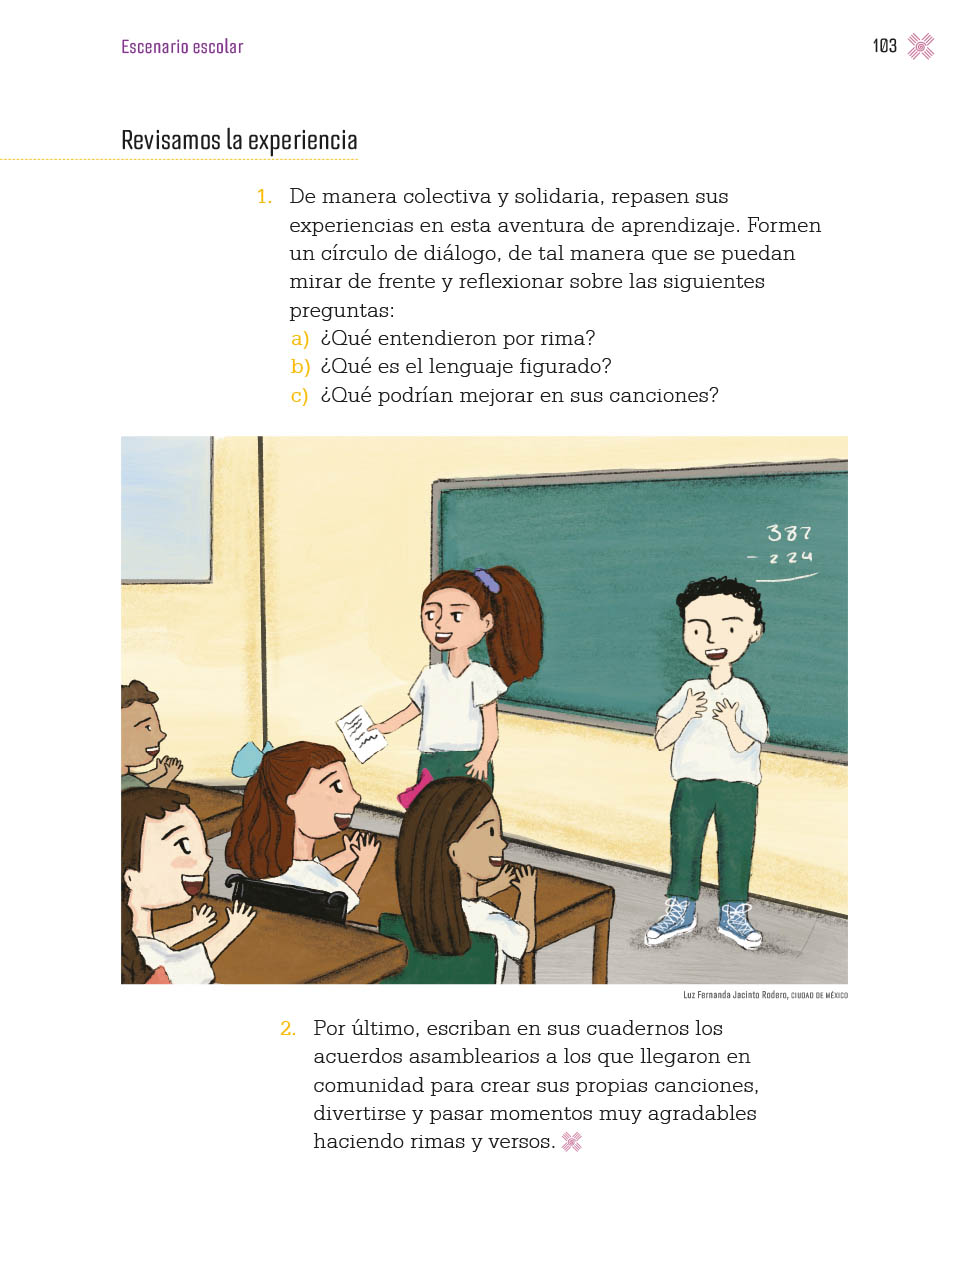 Escenario escolar
103
Revisamos la experiencia
1. De manera colectiva y solidaria, repasen sus
experiencias en esta aventura de aprendizaje. Formen
un círculo de diálogo, de tal manera que se puedan
mirar de frente y reflexionar sobre las siguientes
preguntas:
a) ¿Qué entendieron por rima?
b) ¿Qué es el lenguaje figurado?
c) ¿Qué podrían mejorar en sus canciones?
387
- 224
Luz Fernanda Jacinto Rodero, CIUDAD DE MÉXICO
2. Por último, escriban en sus cuadernos los
acuerdos asamblearios a los que llegaron en
comunidad para crear sus propias canciones,
divertirse y pasar momentos muy agradables
haciendo rimas y versos.